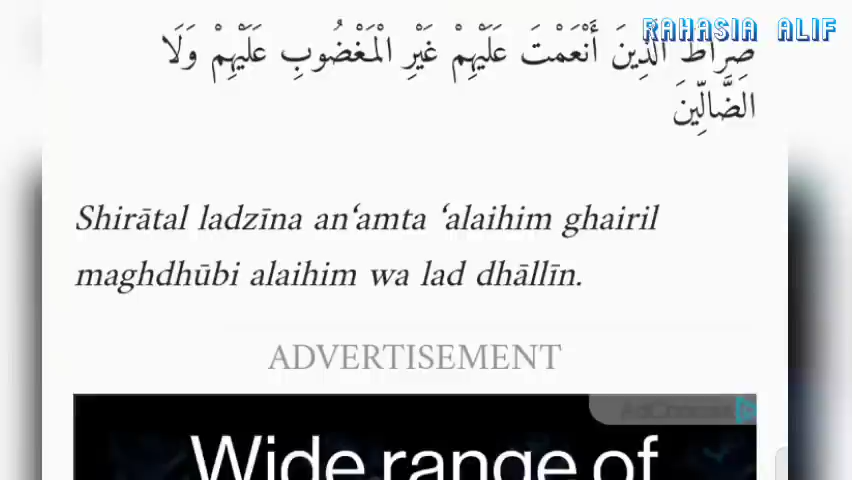 RAHASIA ALIF
صِرَاطَ الَّذِينَ أَنْعَمْتَ عَلَيْهِمْ غَيْرِ الْمَغْضُوبِ عَلَيْهِمْ وَلَا
الضَّالِّينَ
Shirātal ladzīna an‘amta ‘alaihim ghairil
maghdhūbi alaihim wa lad dhāllīn.
ADVERTISEMENT
Wide range of